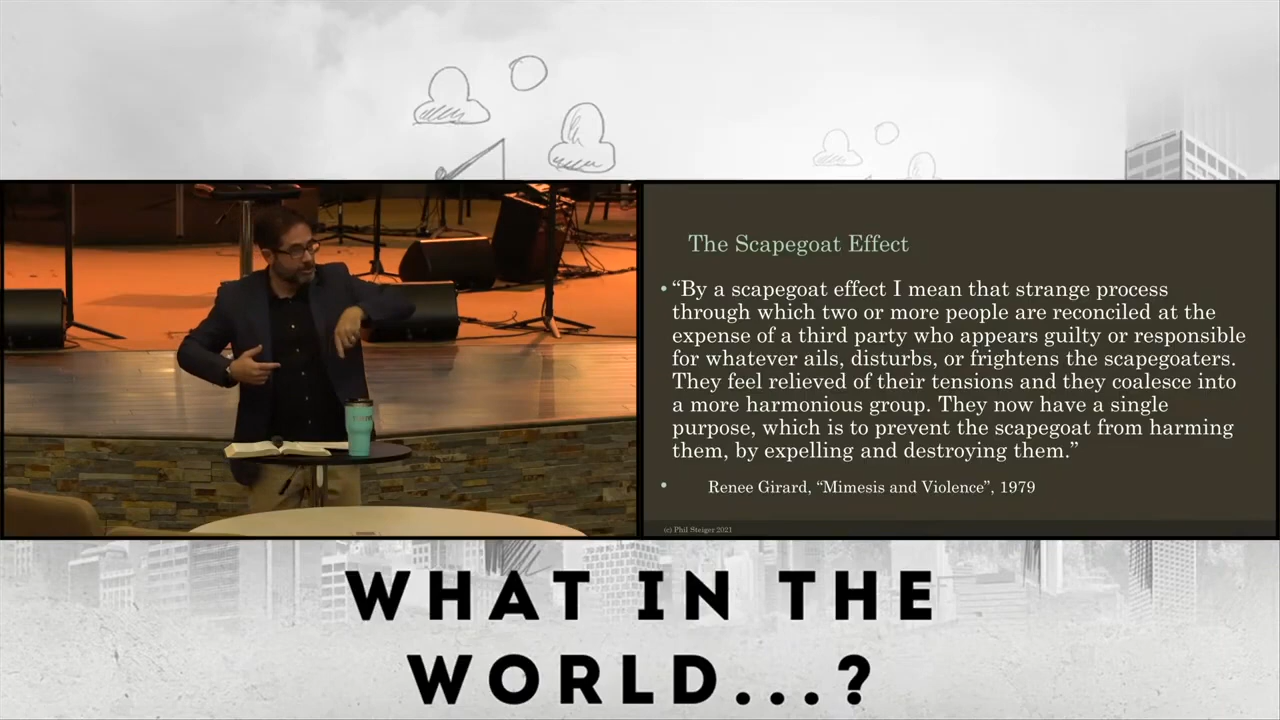 The Scapegoat Effect
• “By a scapegoat effect I mean that strange process
through which two or more people are reconciled at the
expense of a third party who appears guilty or responsible
for whatever ails, disturbs, or frightens the scapegoaters.
They feel relieved of their tensions and they coalesce into
a more harmonious group. They now have a single
purpose, which is to prevent the scapegoat from harming
them, by expelling and destroying them.”
• Renee Girard, “Mimesis and Violence”, 1979
(c) Phil Steiger 2021
WHAT IN THE
WORLD...?